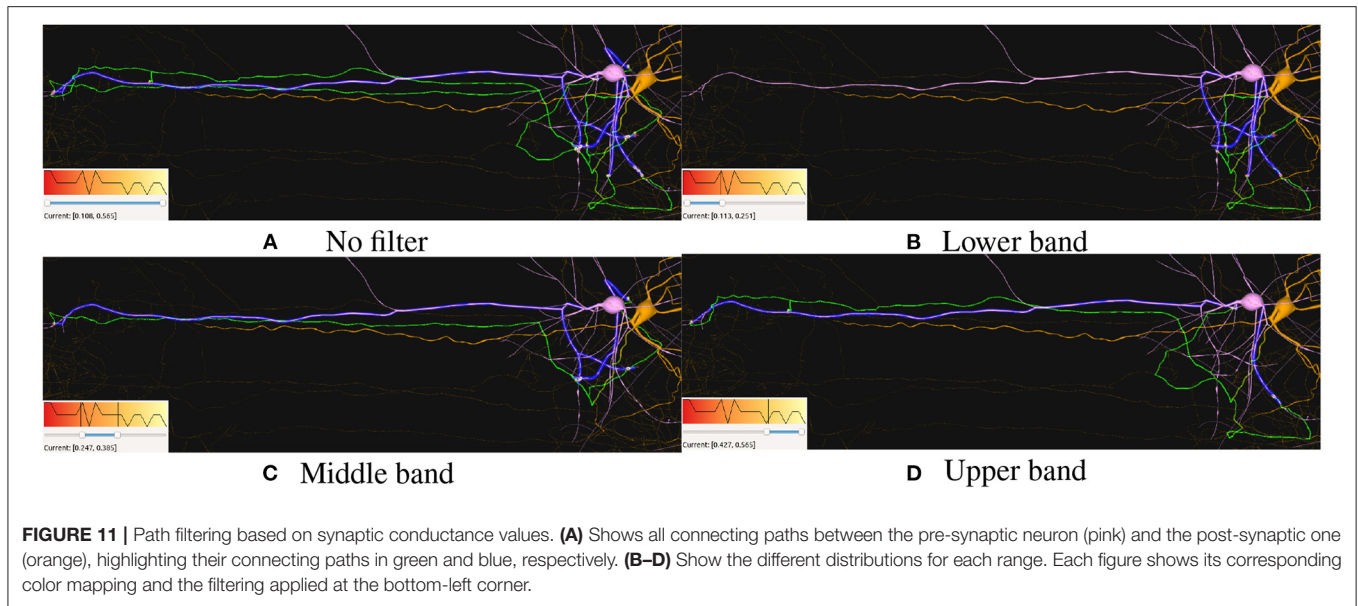 Current: [0.108, 0.565]
Current: [0.113, 0.251]
A No filter
B Lower band
Current: [0.247, 0.385]
Current: [0.427, 0.565]
C Middle band
D Upper band
FIGURE 11 | Path filtering based on synaptic conductance values. (A) Shows all connecting paths between the pre-synaptic neuron (pink) and the post-synaptic one
(orange), highlighting their connecting paths in green and blue, respectively. (B–D) Show the different distributions for each range. Each figure shows its corresponding
color mapping and the filtering applied at the bottom-left corner.